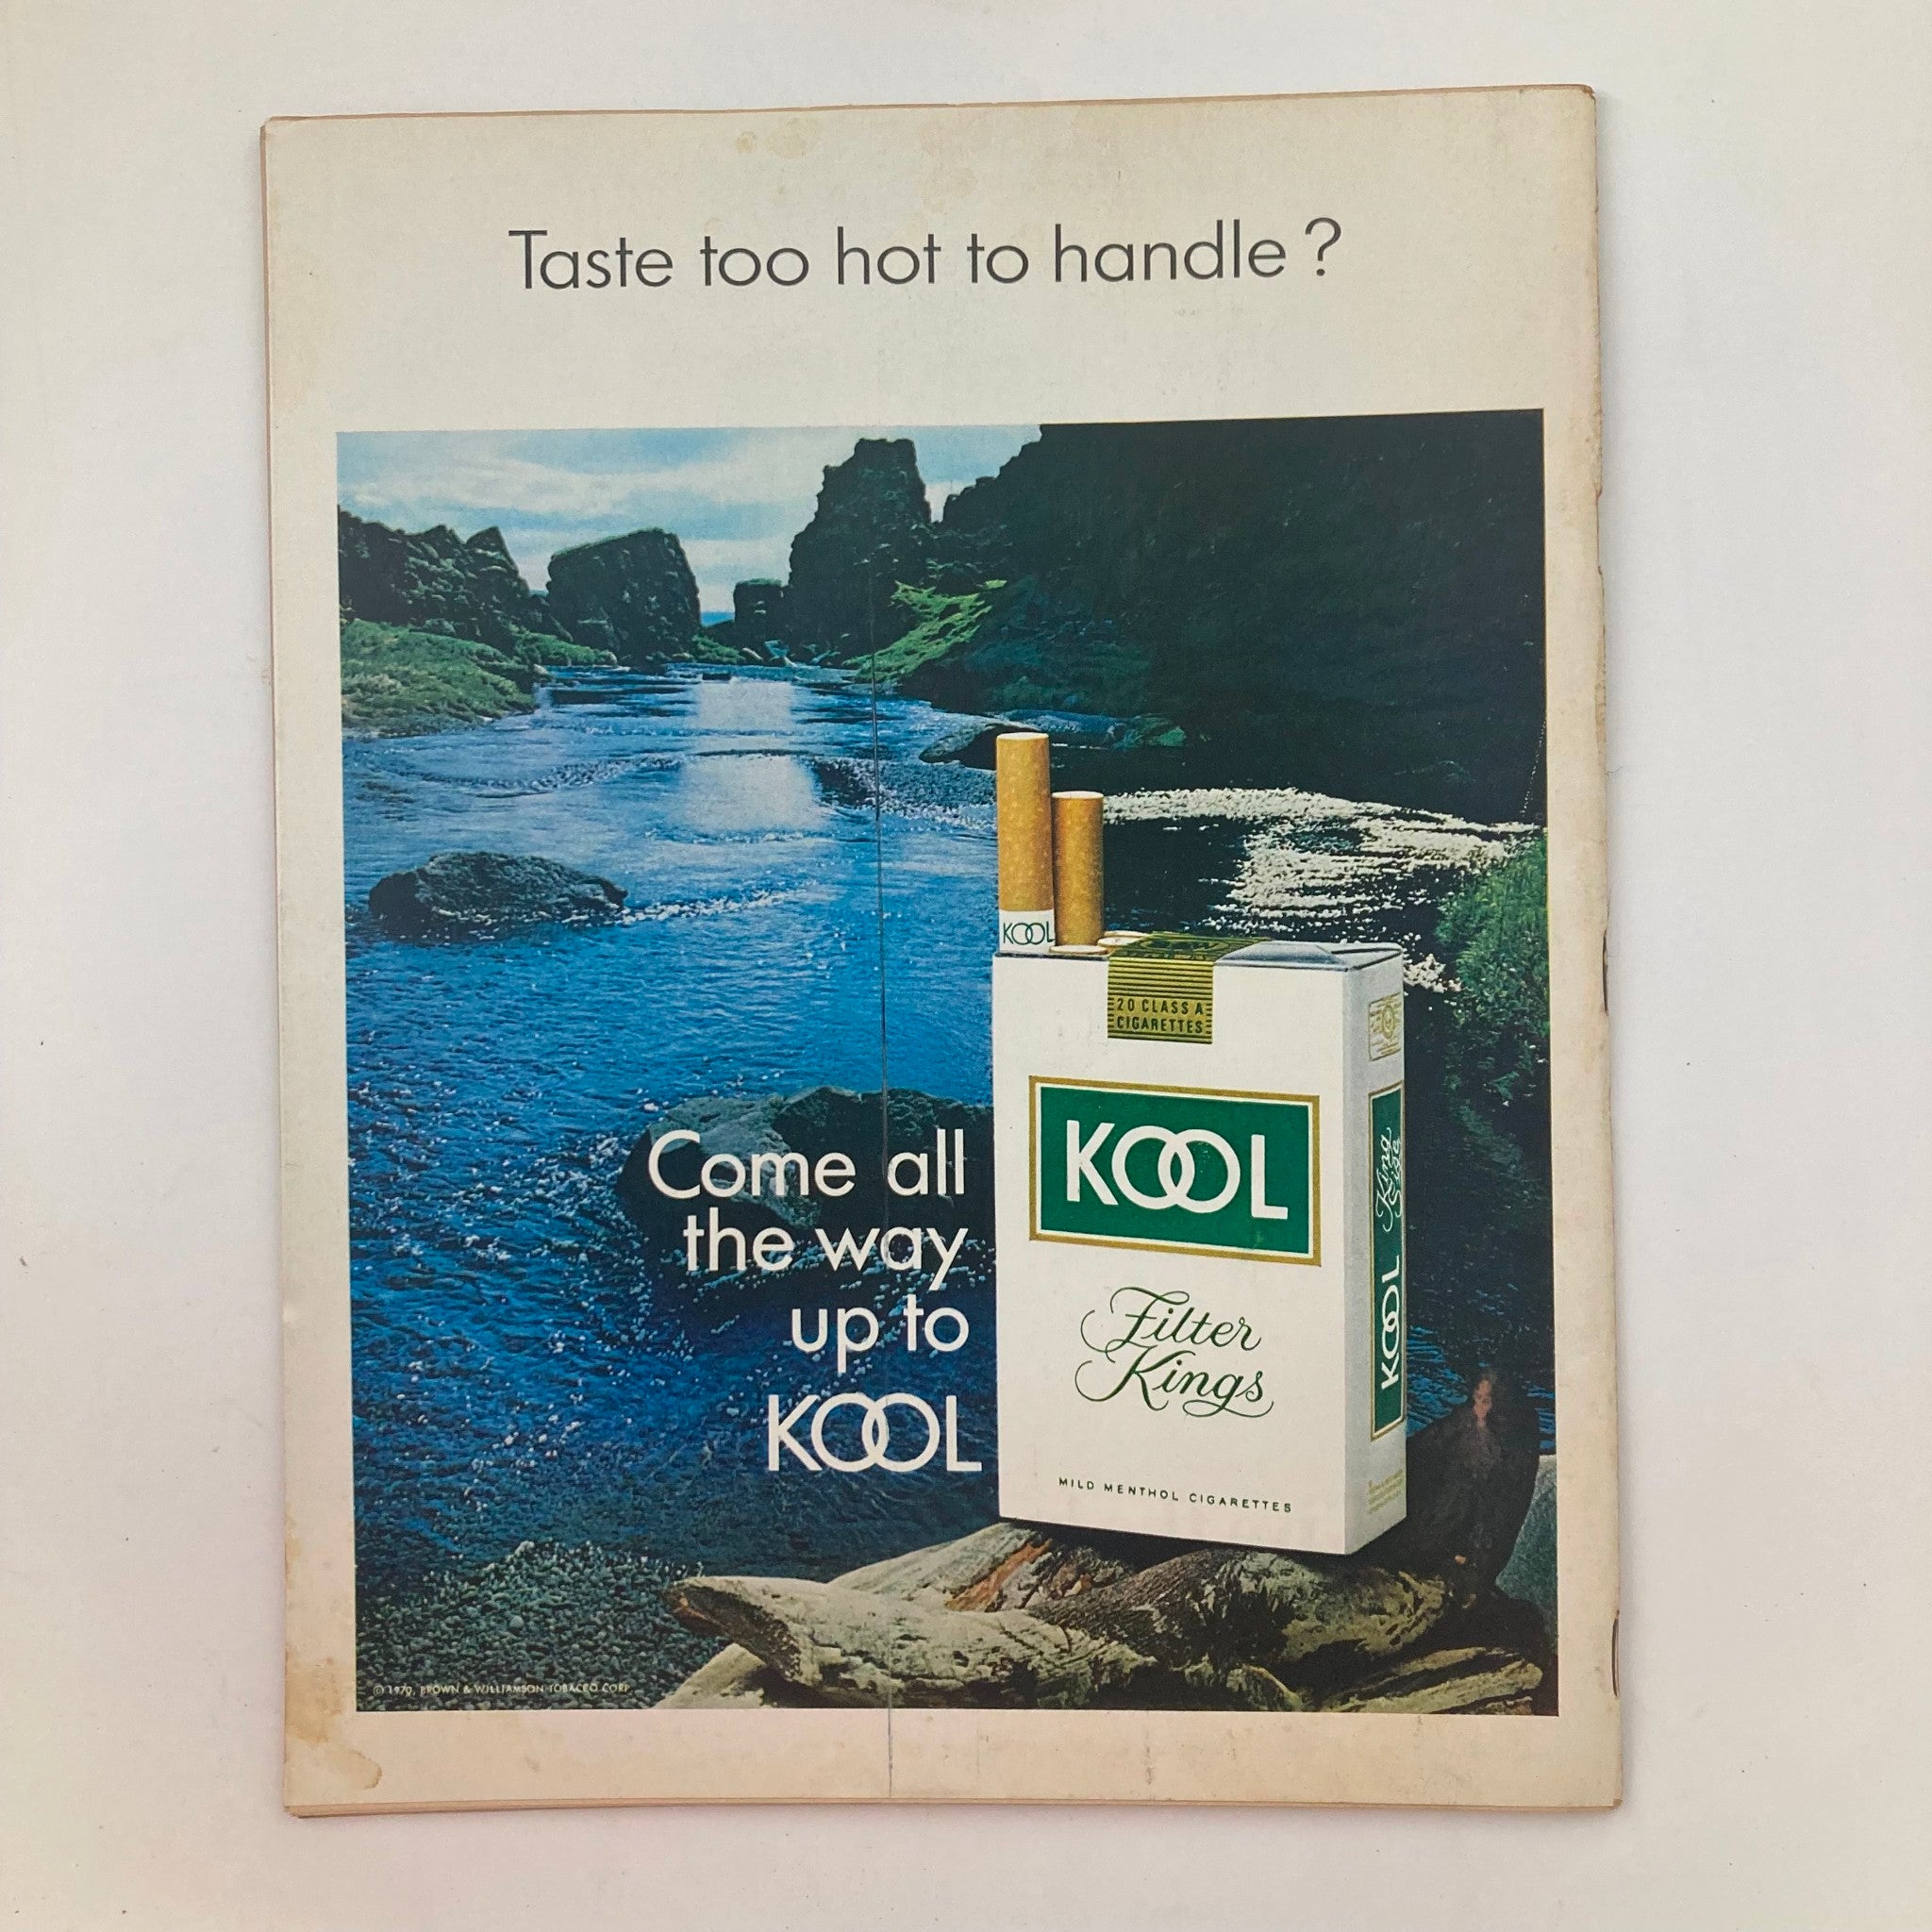 Taste too hot to handle?
KOOL
20 CLASS A
CIGARETTES
KOOL
King Size
KOOL
Come all
the way
up to
KOOL
Filter
Kings
MILD MENTHOL CIGARETTES
© 1970, BROWN & WILLIAMSON TOBACCO CORP.